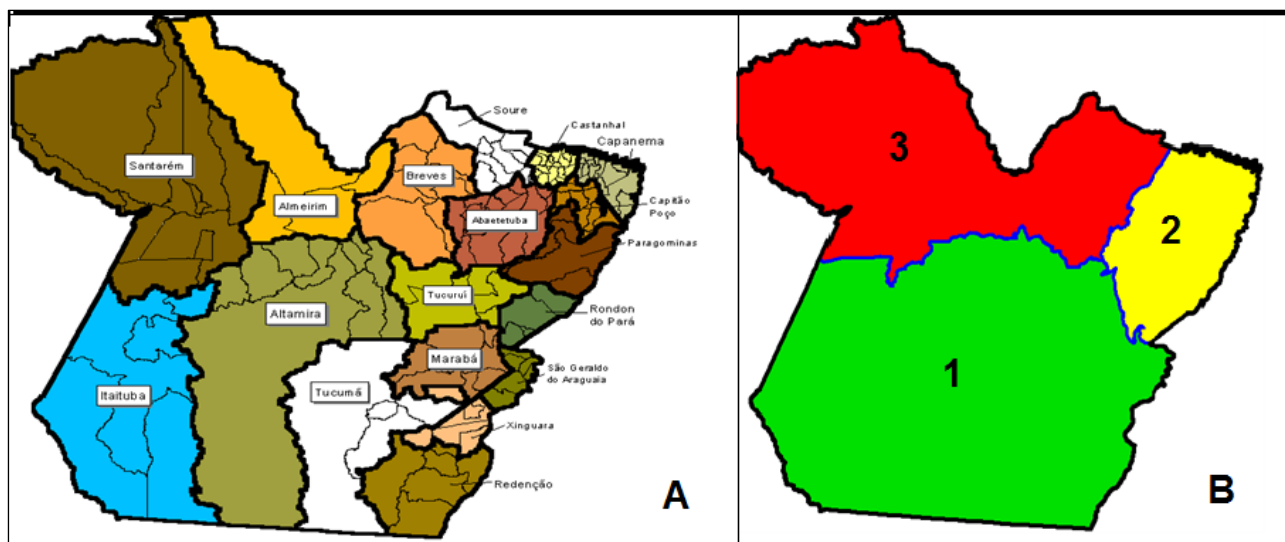 Soure
Castanhal
Capanema
Santarém
Breves
Almeirim
Abaetetuba
Capitão
Poço
Paragominas
Tucuruí
Altamira
Rondon
do Pará
Marabá
São Geraldo
do Araguaia
Itaituba
Tucumã
Xinguara
Redenção
A
3
2
1
B